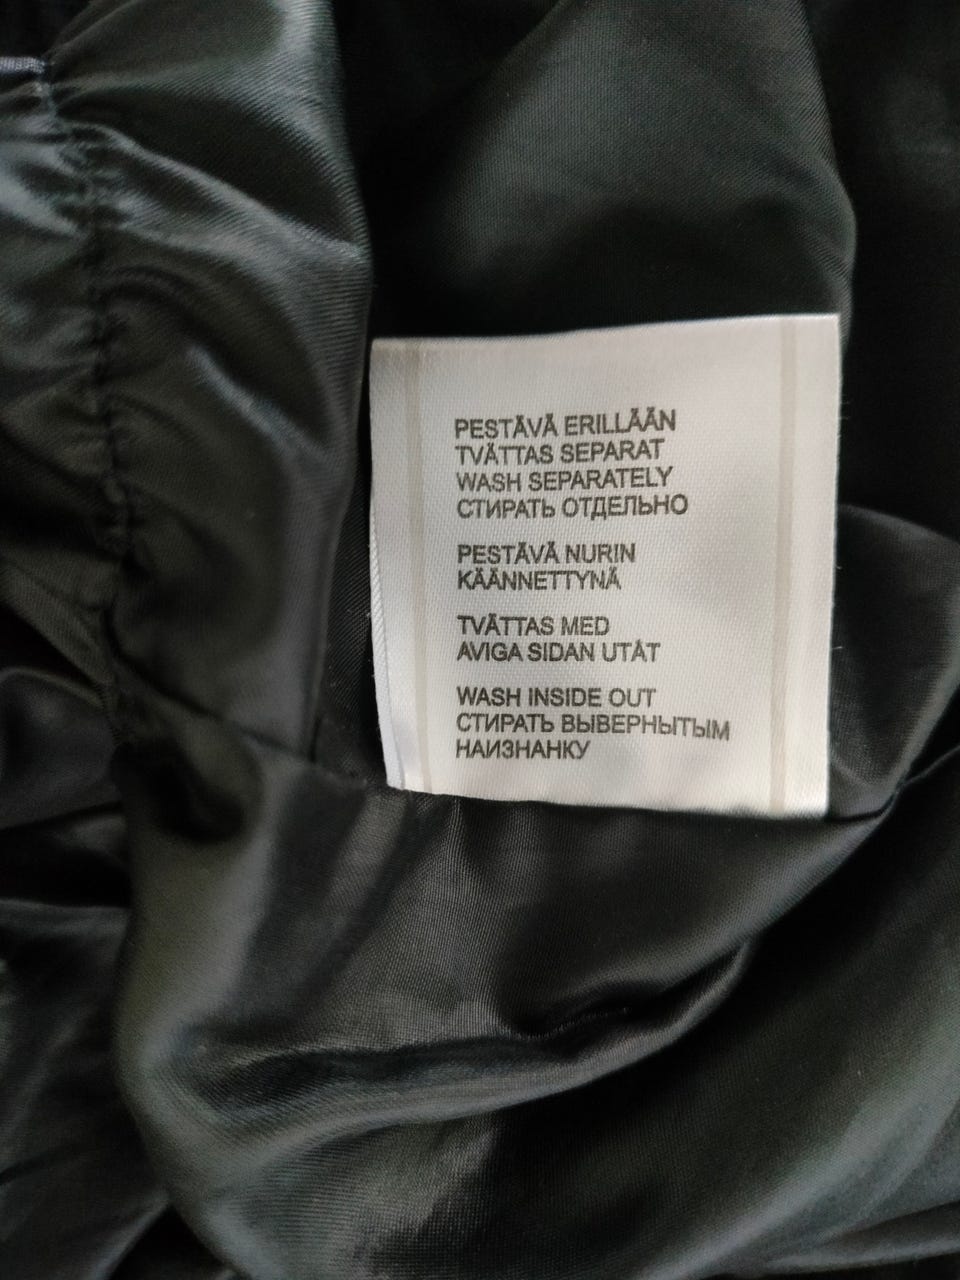 PESTÄVÄ ERILLÄÄN
TVÄTTAS SEPARAT
WASH SEPARATELY
СТИРАТЬ ОТДЕЛЬНО
PESTÄVÄ NURIN
KÄÄNNETTYNÄ
TVÄTTAS MED
AVIGA SIDAN UTÅT
WASH INSIDE OUT
СТИРАТЬ ВЫВЕРНЫТЫМ
НАИЗНАНКУ